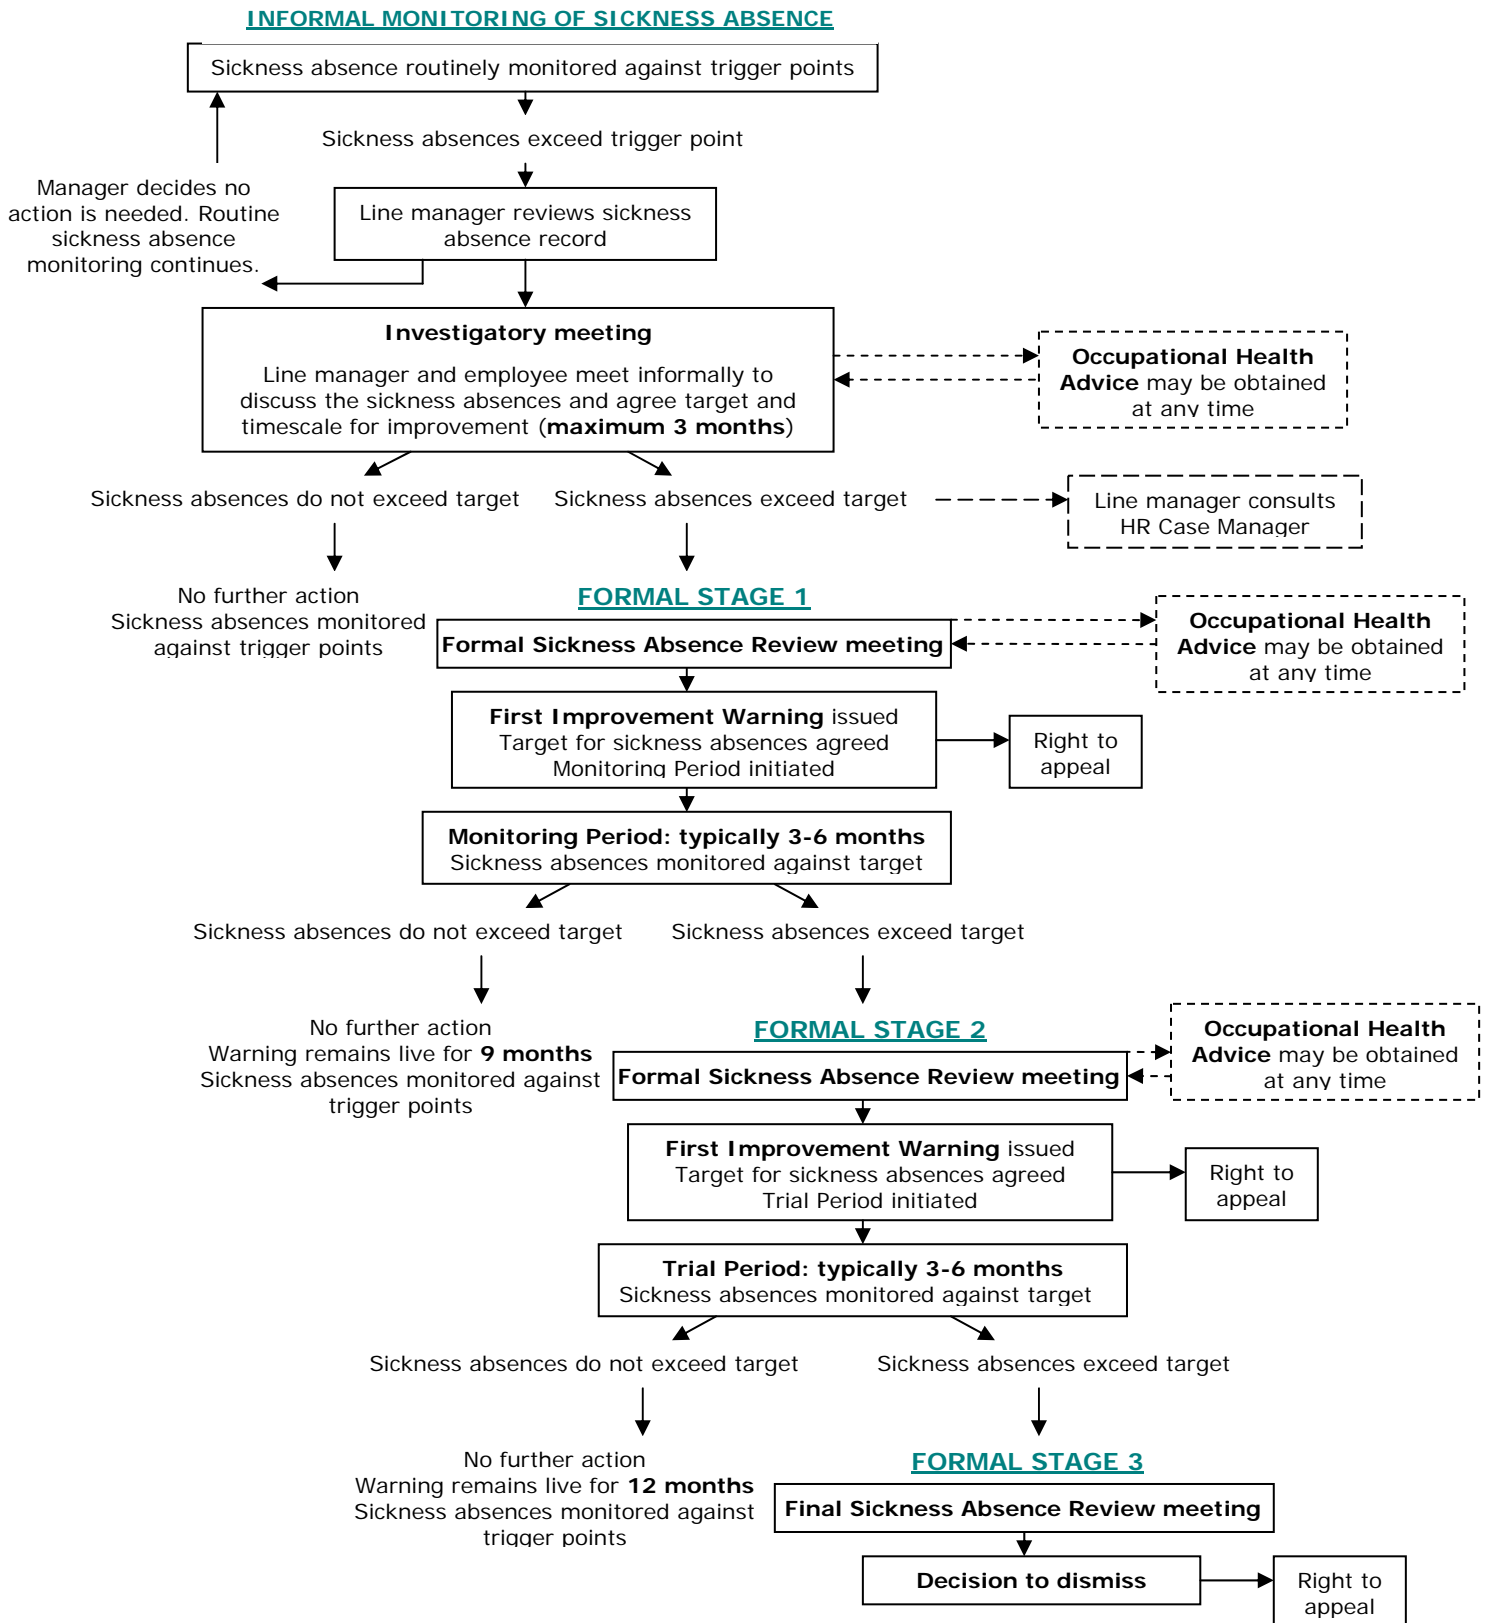 INFORMAL MONITORING OF SICKNESS ABSENCE
Sickness absence routinely monitored against trigger points
Sickness absences exceed trigger point
Manager decides no
action is needed. Routine
sickness absence
monitoring continues.
Line manager reviews sickness
absence record
Investigatory meeting
Line manager and employee meet informally to
discuss the sickness absences and agree target and
timescale for improvement (maximum 3 months)
Occupational Health
Advice may be obtained
at any time
Sickness absences do not exceed target
Sickness absences exceed target
Line manager consults
HR Case Manager
No further action
Sickness absences monitored
against trigger points
FORMAL STAGE 1
Formal Sickness Absence Review meeting
Occupational Health
Advice may be obtained
at any time
First Improvement Warning issued
Target for sickness absences agreed
Monitoring Period initiated
Right to
appeal
Monitoring Period: typically 3-6 months
Sickness absences monitored against target
Sickness absences do not exceed target
Sickness absences exceed target
No further action
Warning remains live for 9 months
Sickness absences monitored against
trigger points
FORMAL STAGE 2
Formal Sickness Absence Review meeting
Occupational Health
Advice may be obtained
at any time
First Improvement Warning issued
Target for sickness absences agreed
Trial Period initiated
Right to
appeal
Trial Period: typically 3-6 months
Sickness absences monitored against target
Sickness absences do not exceed target
Sickness absences exceed target
No further action
Warning remains live for 12 months
Sickness absences monitored against
trigger points
FORMAL STAGE 3
Final Sickness Absence Review meeting
Decision to dismiss
Right to
appeal